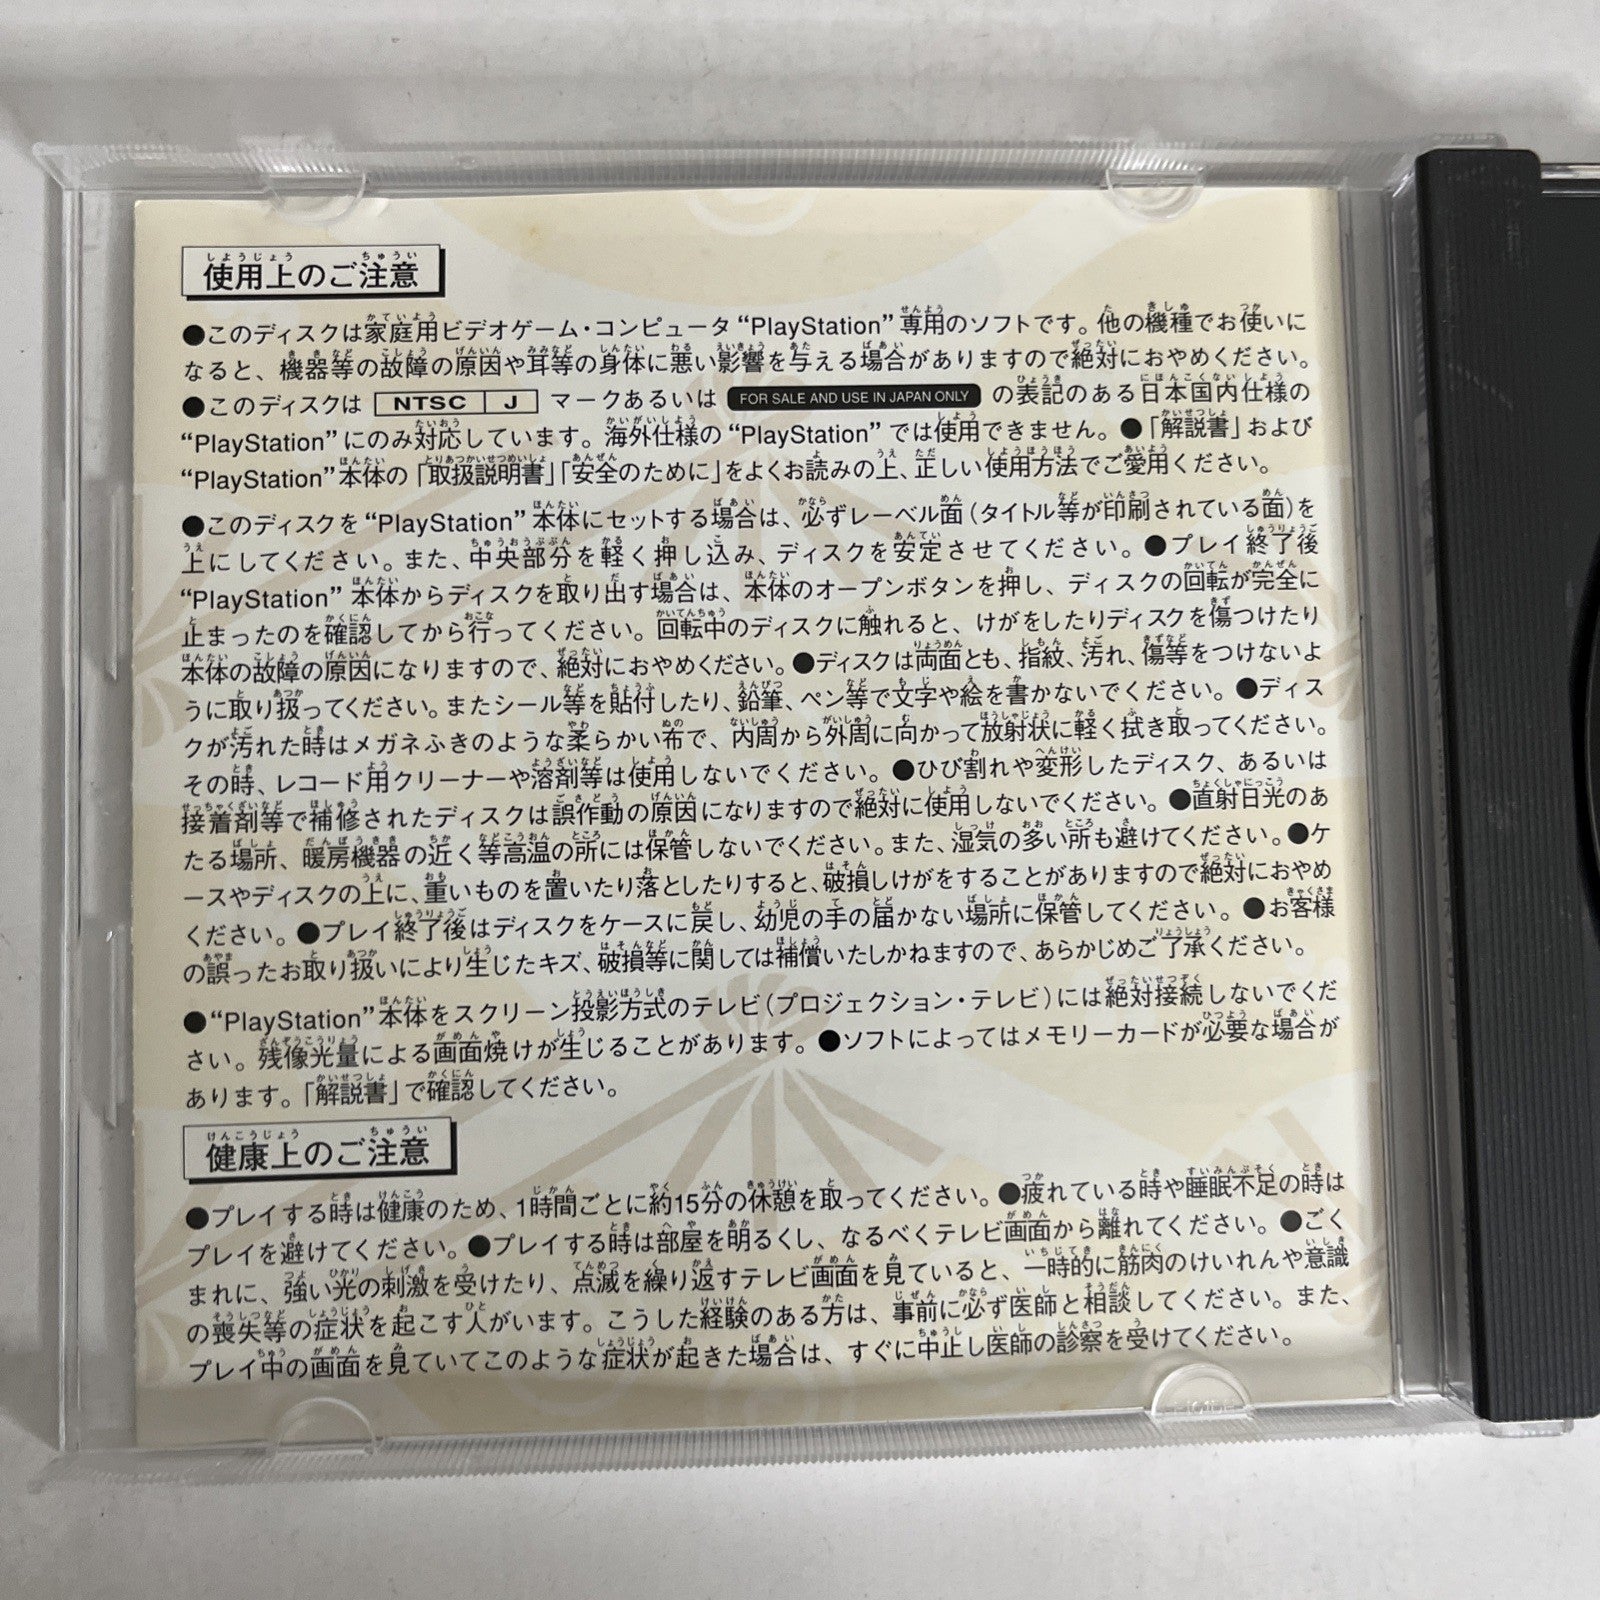 使用上のご注意
●このディスクは家庭用ビデオゲーム・コンピュータ“PlayStation”専用のソフトです。他の機種でお使いに
なると、機器等の故障の原因や耳等の身体に悪い影響を与える場合がありますので絶対におやめください。
●このディスクは NTSC J マークあるいは FOR SALE AND USE IN JAPAN ONLY の表記のある日本国内仕様の
“PlayStation”にのみ対応しています。海外仕様の“PlayStation”では使用できません。●「解説書」および
“PlayStation”本体の「取扱説明書」「安全のために」をよくお読みの上、正しい使用方法でご愛用ください。
●このディスクを“PlayStation”本体にセットする場合は、必ずレーベル面(タイトル等が印刷されている面)を
上にしてください。また、中央部分を軽く押し込み、ディスクを安定させてください。●プレイ終了後
“PlayStation”本体からディスクを取り出す場合は、本体のオープンボタンを押し、ディスクの回転が完全に
止まったのを確認してから行ってください。回転中のディスクに触れると、けがをしたりディスクを傷つけたり
本体の故障の原因になりますので、絶対におやめください。●ディスクは両面とも、指紋、汚れ、傷等をつけないよ
うに取り扱ってください。またシール等を貼付したり、鉛筆、ペン等で文字や絵を書かないでください。●ディス
クが汚れた時はメガネふきのような柔らかい布で、内周から外周に向かって放射状に軽く拭き取ってください。
その時、レコード用クリーナーや溶剤等は使用しないでください。●ひび割れや変形したディスク、あるいは
接着剤等で補修されたディスクは誤作動の原因になりますので絶対に使用しないでください。●直射日光のあ
たる場所、暖房機器の近く等高温の所には保管しないでください。また、湿気の多い所も避けてください。●ケ
ースやディスクの上に、重いものを置いたり落としたりすると、破損しけがをすることがありますので絶対におやめ
ください。●プレイ終了後はディスクをケースに戻し、幼児の手の届かない場所に保管してください。●お客様
の誤ったお取り扱いにより生じたキズ、破損等に関しては補償いたしかねますので、あらかじめご了承ください。
●“PlayStation”本体をスクリーン投影方式のテレビ(プロジェクション・テレビ)には絶対接続しないでくだ
さい。残像光量による画面焼けが生じることがあります。●ソフトによってはメモリーカードが必要な場合が
あります。「解説書」で確認してください。
健康上のご注意
●プレイする時は健康のため、1時間ごとに約15分の休憩を取ってください。●疲れている時や睡眠不足の時は
プレイを避けてください。●プレイする時は部屋を明るくし、なるべくテレビ画面から離れてください。●ごく
まれに、強い光の刺激を受けたり、点滅を繰り返すテレビ画面を見ていると、一時的に筋肉のけいれんや意識
の喪失等の症状を起こす人がいます。こうした経験のある方は、事前に必ず医師と相談してください。また、
プレイ中の画面を見ていてこのような症状が起きた場合は、すぐに中止し医師の診察を受けてください。